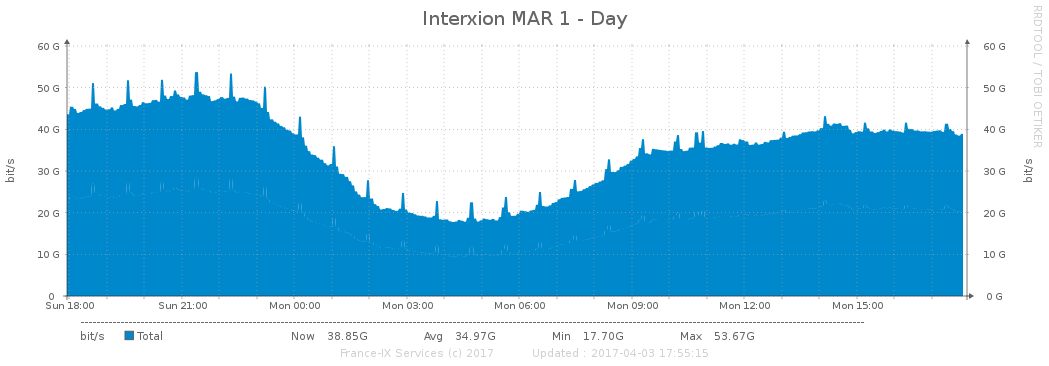 Interxion MAR 1 - Day
RRDTOOL / TOBI OETIKER
60 G 60 G
50 G 50 G
40 G 40 G
30 G 30 G
20 G 20 G
10 G 10 G
0 0 G
bit/s bit/s
Sun 18:00 Sun 21:00 Mon 00:00 Mon 03:00 Mon 06:00 Mon 09:00 Mon 12:00 Mon 15:00
bit/s Total Now 38.85G Avg 34.97G Min 17.70G Max 53.67G
France-IX Services (c) 2017 Updated : 2017-04-03 17:55:15